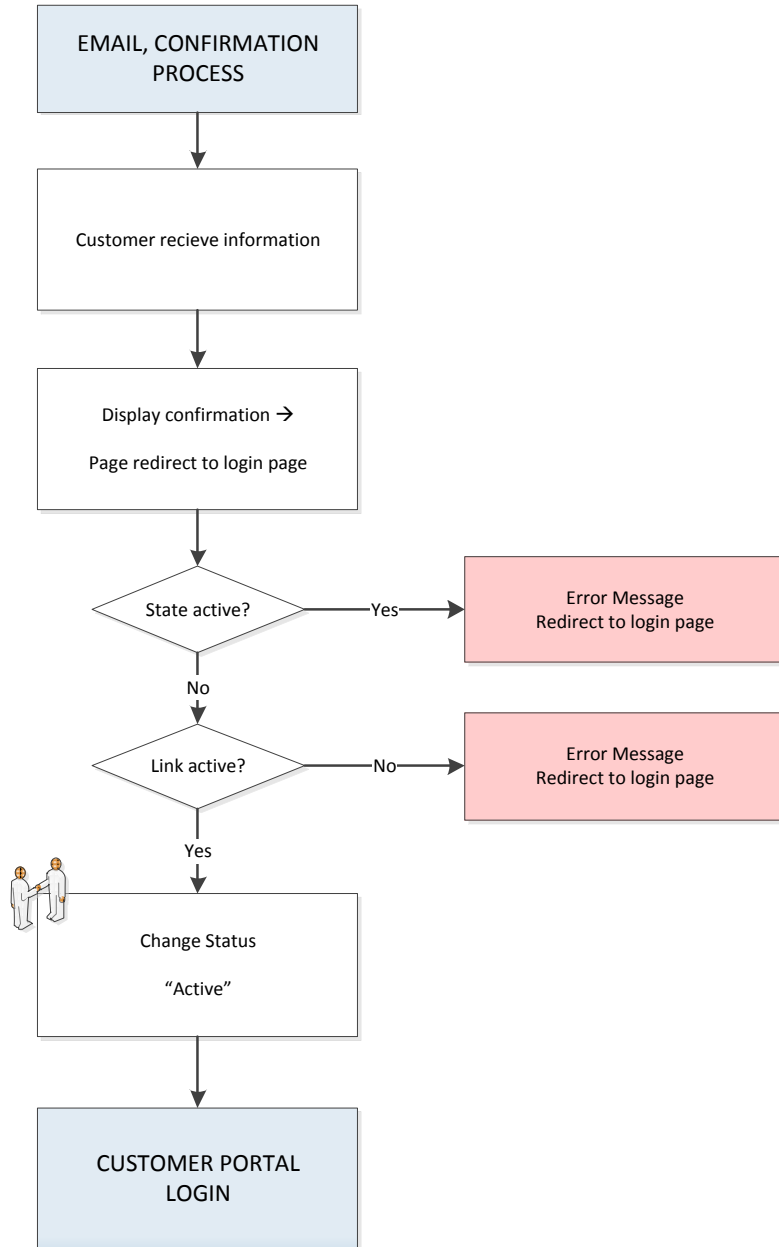 EMAIL, CONFIRMATION
PROCESS
Customer recieve information
Display confirmation →
Page redirect to login page
State active?
Yes
Error Message
Redirect to login page
No
Link active?
No
Error Message
Redirect to login page
Yes
Change Status
“Active”
CUSTOMER PORTAL
LOGIN